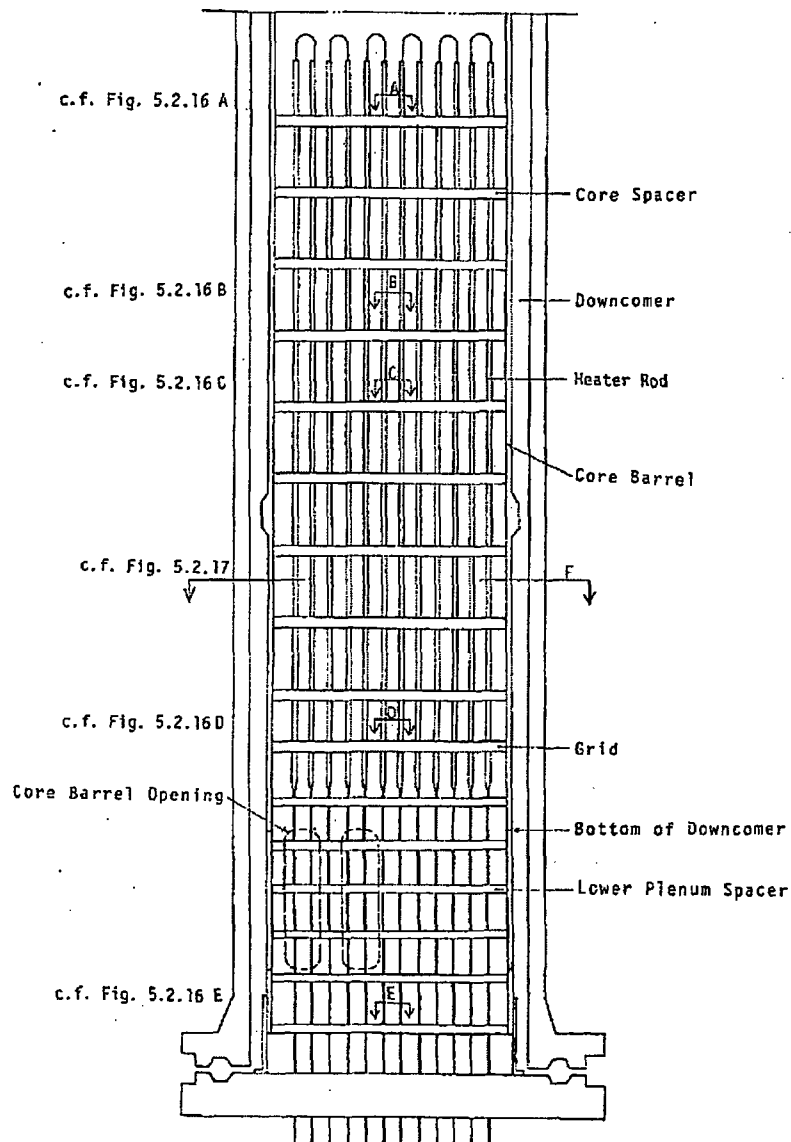 A
c.f. Fig. 5.2.16 A
Core Spacer
c.f. Fig. 5.2.16 B
B
Downcomer
c.f. Fig. 5.2.16 C
C
Heater Rod
Core Barrel
c.f. Fig. 5.2.17
F
c.f. Fig. 5.2.16 D
D
Grid
Core Barrel Opening
Bottom of Downcomer
Lower Plenum Spacer
c.f. Fig. 5.2.16 E
E